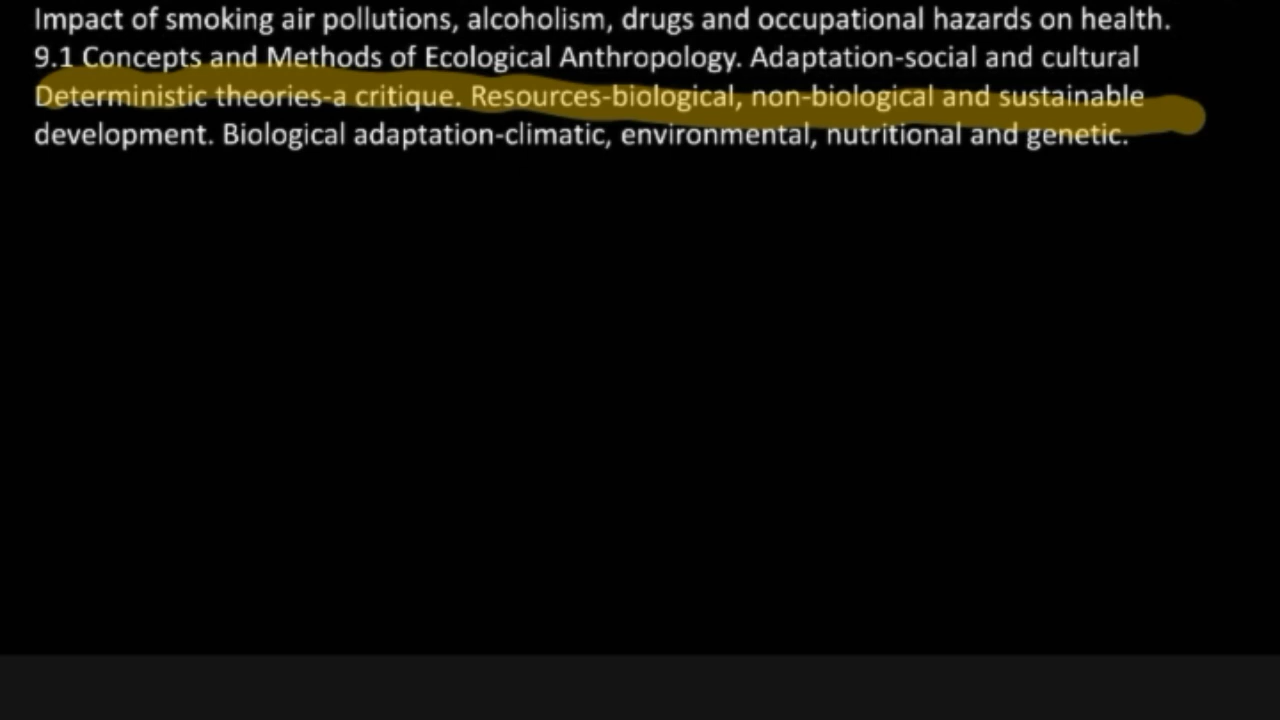 Impact of smoking air pollutions, alcoholism, drugs and occupational hazards on health.
9.1 Concepts and Methods of Ecological Anthropology. Adaptation-social and cultural
Deterministic theories-a critique. Resources-biological, non-biological and sustainable
development. Biological adaptation-climatic, environmental, nutritional and genetic.